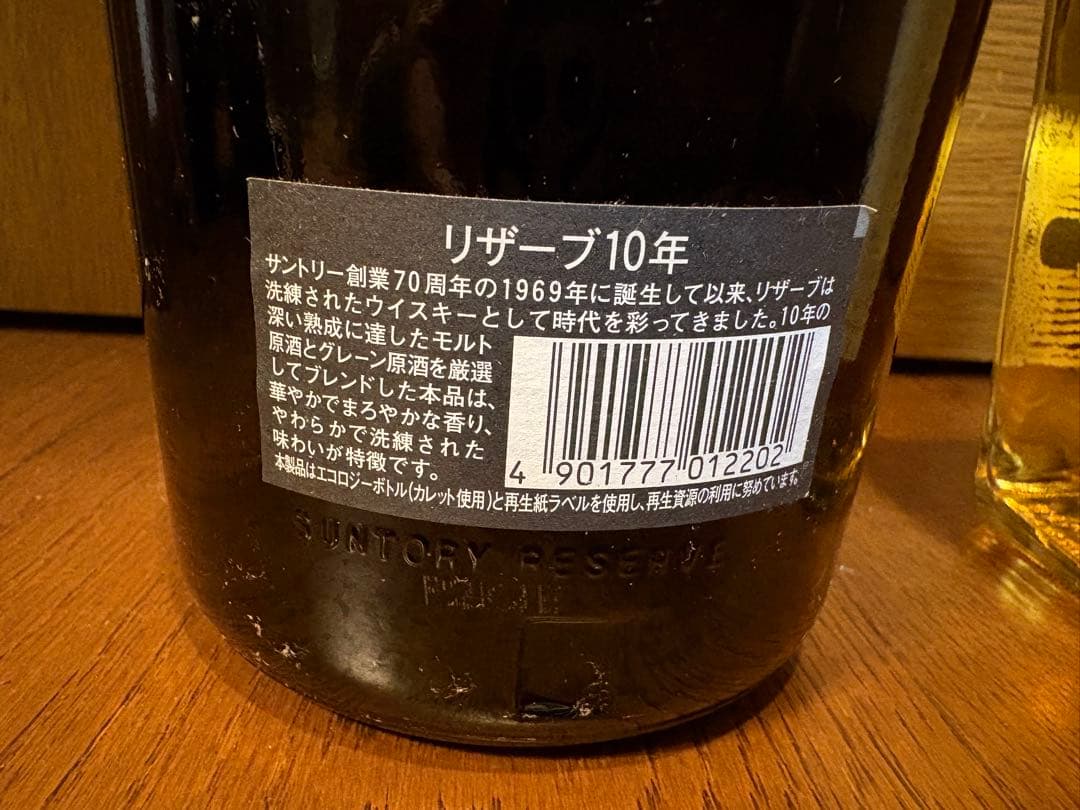 リザーブ10年
サントリー創業70周年の1969年に誕生して以来、リザーブは
洗練されたウイスキーとして時代を彩ってきました。10年の
深い熟成に達したモルト
原酒とグレーン原酒を厳選
してブレンドした本品は、
華やかでまろやかな香り、
やわらかで洗練された
味わいが特徴です。
4 901777 012202
本製品はエコロジーボトル(カレット使用)と再生紙ラベルを使用し、再生資源の利用に努めています。
SUNTORY RESERVE